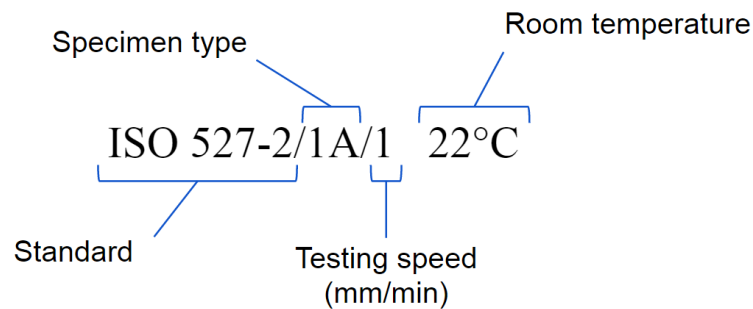 Room temperature
Specimen type
ISO 527-2/1A/1 22°C
Standard
Testing speed
(mm/min)